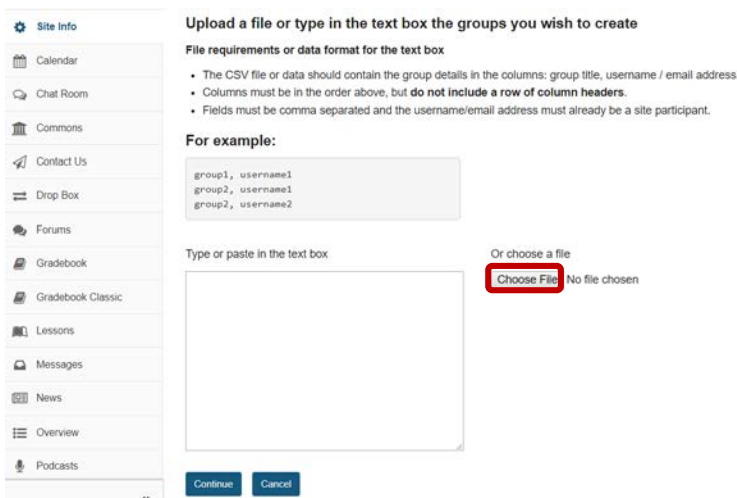 Site Info
Calendar
Chat Room
Commons
Contact Us
Drop Box
Forums
Gradebook
Gradebook Classic
Lessons
Messages
News
Overview
Podcasts
Upload a file or type in the text box the groups you wish to create
File requirements or data format for the text box
• The CSV file or data should contain the group details in the columns: group title, username / email address
• Columns must be in the order above, but do not include a row of column headers.
• Fields must be comma separated and the username/email address must already be a site participant.
For example:
group1, username1
group2, username1
group2, username2
Type or paste in the text box
Or choose a file
Choose File No file chosen
Continue Cancel